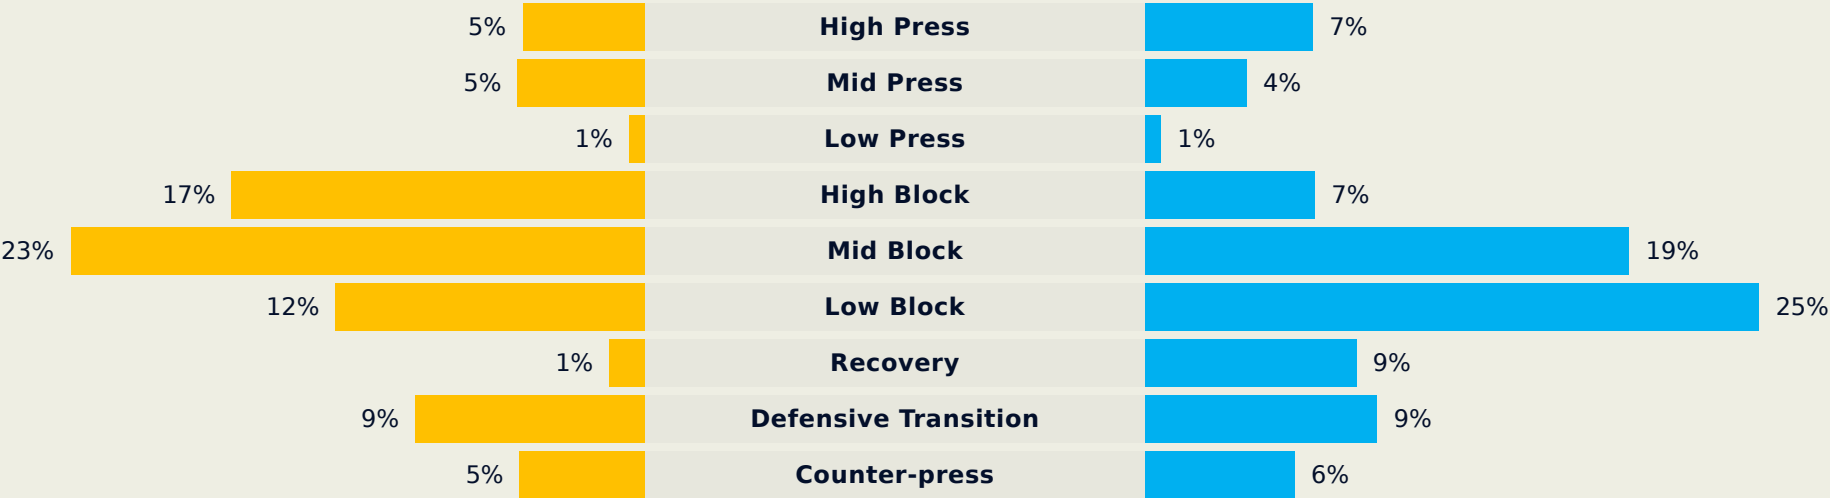 5% High Press 7%
5% Mid Press 4%
1% Low Press 1%
17% High Block 7%
23% Mid Block 19%
12% Low Block 25%
1% Recovery 9%
9% Defensive Transition 9%
5% Counter-press 6%